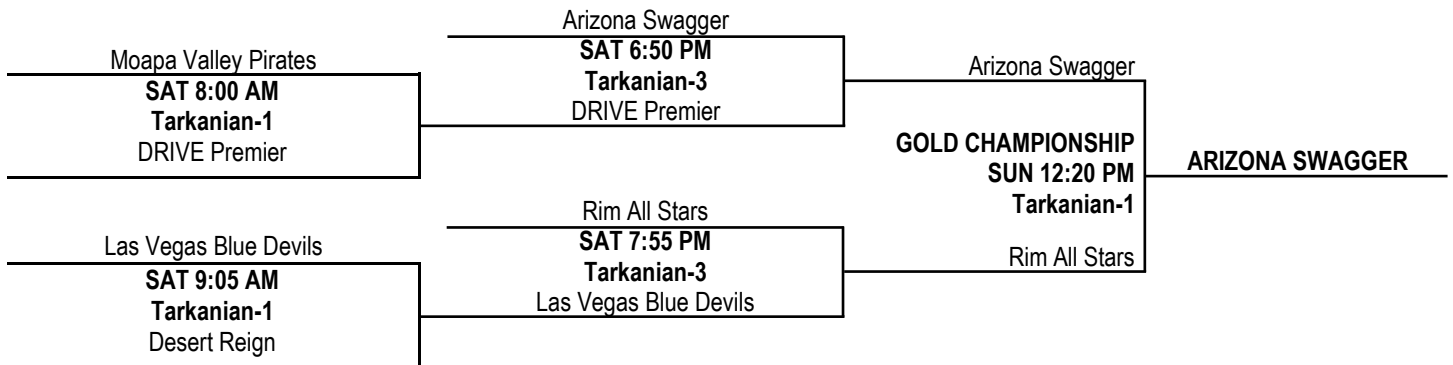 Moapa Valley Pirates
SAT 8:00 AM
Tarkanian-1
DRIVE Premier
Las Vegas Blue Devils
SAT 9:05 AM
Tarkanian-1
Desert Reign
Arizona Swagger
SAT 6:50 PM
Tarkanian-3
DRIVE Premier
Rim All Stars
SAT 7:55 PM
Tarkanian-3
Las Vegas Blue Devils
Arizona Swagger
GOLD CHAMPIONSHIP
SUN 12:20 PM
Tarkanian-1
Rim All Stars
ARIZONA SWAGGER